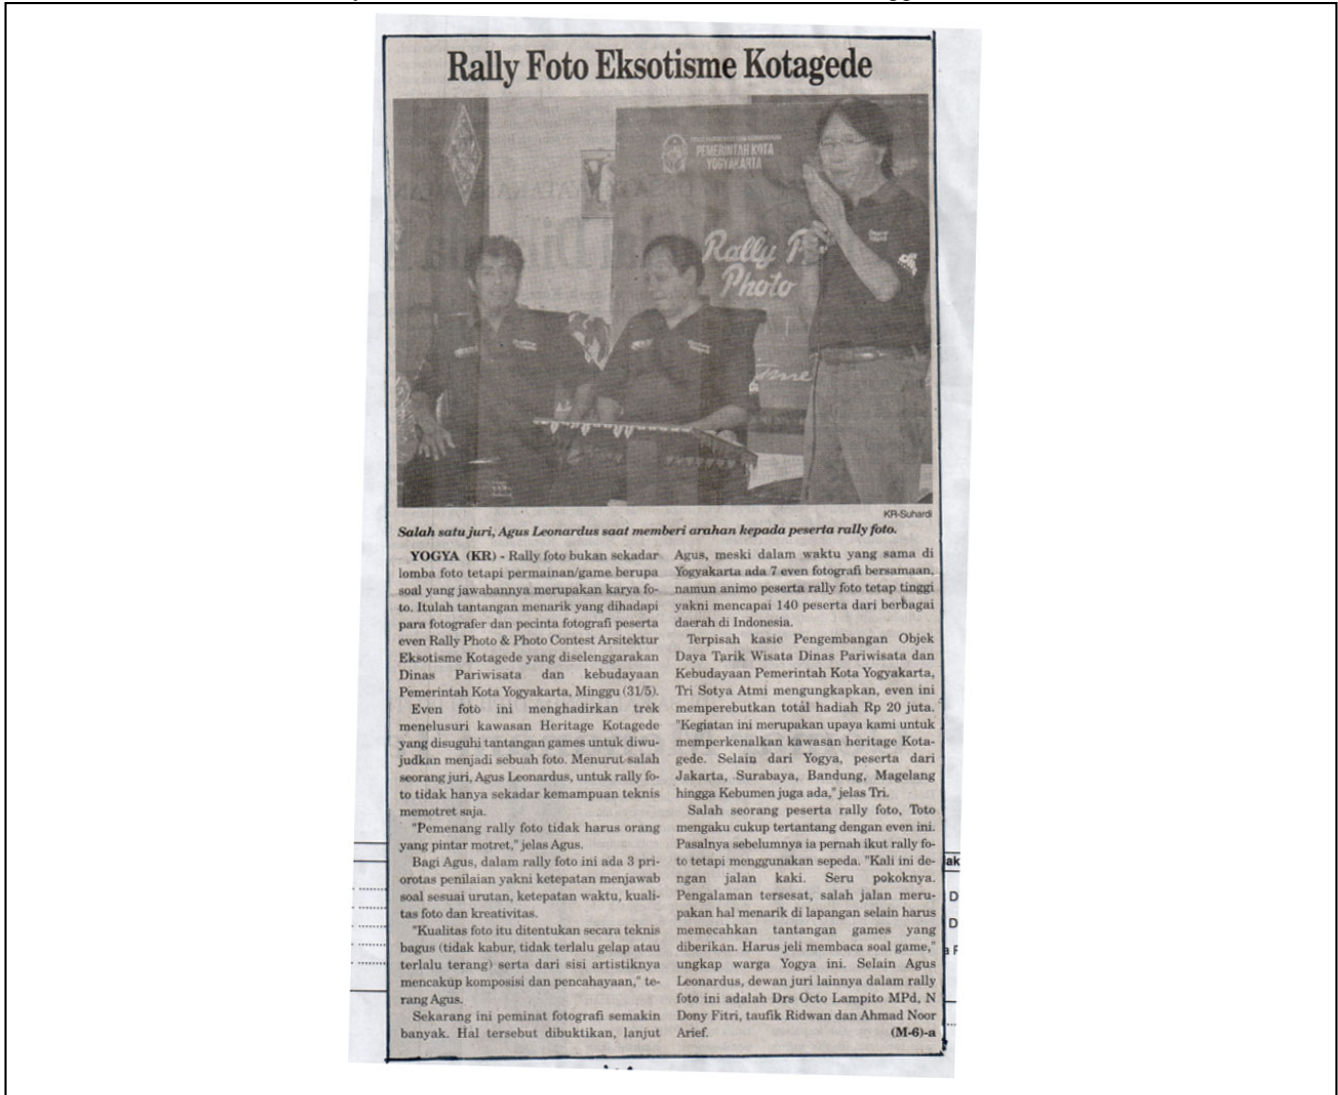 Rally Foto Eksotisme Kotagede
PEMERINTAH KOTA
YOGYAKARTA
Rally P
Photo
KR-Suhardi
Salah satu juri, Agus Leonardus saat memberi arahan kepada peserta rally foto.
YOGYA (KR) - Rally foto bukan sekadar
lomba foto tetapi permainan/game berupa
soal yang jawabannya merupakan karya fo-
to. Itulah tantangan menarik yang dihadapi
para fotografer dan pecinta fotografi peserta
even Rally Photo & Photo Contest Arsitektur
Eksotisme Kotagede yang diselenggarakan
Dinas Pariwisata dan kebudayaan
Pemerintah Kota Yogyakarta, Minggu (31/5).
Even foto ini menghadirkan trek
menelusuri kawasan Heritage Kotagede
yang disuguhi tantangan games untuk diwu-
judkan menjadi sebuah foto. Menurut salah
seorang juri, Agus Leonardus, untuk rally fo-
to tidak hanya sekadar kemampuan teknis
memotret saja.
"Pemenang rally foto tidak harus orang
yang pintar motret," jelas Agus.
Bagi Agus, dalam rally foto ini ada 3 pri-
orotas penilaian yakni ketepatan menjawab
soal sesuai urutan, ketepatan waktu, kuali-
tas foto dan kreativitas.
"Kualitas foto itu ditentukan secara teknis
bagus (tidak kabur, tidak terlalu gelap atau
terlalu terang) serta dari sisi artistiknya
mencakup komposisi dan pencahayaan," te-
rang Agus.
Sekarang ini peminat fotografi semakin
banyak. Hal tersebut dibuktikan, lanjut
Agus, meski dalam waktu yang sama di
Yogyakarta ada 7 even fotografi bersamaan,
namun animo peserta rally foto tetap tinggi
yakni mencapai 140 peserta dari berbagai
daerah di Indonesia.
Terpisah kasie Pengembangan Objek
Daya Tarik Wisata Dinas Pariwisata dan
Kebudayaan Pemerintah Kota Yogyakarta,
Tri Sotya Atmi mengungkapkan, even ini
memperebutkan total hadiah Rp 20 juta.
"Kegiatan ini merupakan upaya kami untuk
memperkenalkan kawasan heritage Kota-
gede. Selain dari Yogya, peserta dari
Jakarta, Surabaya, Bandung, Magelang
hingga Kebumen juga ada," jelas Tri.
Salah seorang peserta rally foto, Toto
mengaku cukup tertantang dengan even ini.
Pasalnya sebelumnya ia pernah ikut rally fo-
to tetapi menggunakan sepeda. "Kali ini de-
ngan jalan kaki. Seru pokoknya.
Pengalaman tersesat, salah jalan meru-
pakan hal menarik di lapangan selain harus
memecahkan tantangan games yang
diberikan. Harus jeli membaca soal game,"
ungkap warga Yogya ini. Selain Agus
Leonardus, dewan juri lainnya dalam rally
foto ini adalah Drs Octo Lampito MPd, N
Dony Fitri, taufik Ridwan dan Ahmad Noor
Arief. (M-6)-a